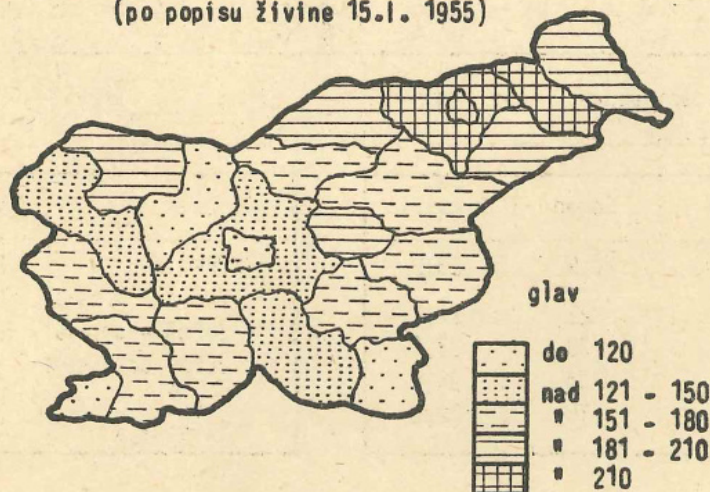 (po popisu živine 15.I. 1955)
glav
do 120
nad 121 - 150
" 151 - 180
" 181 - 210
" 210